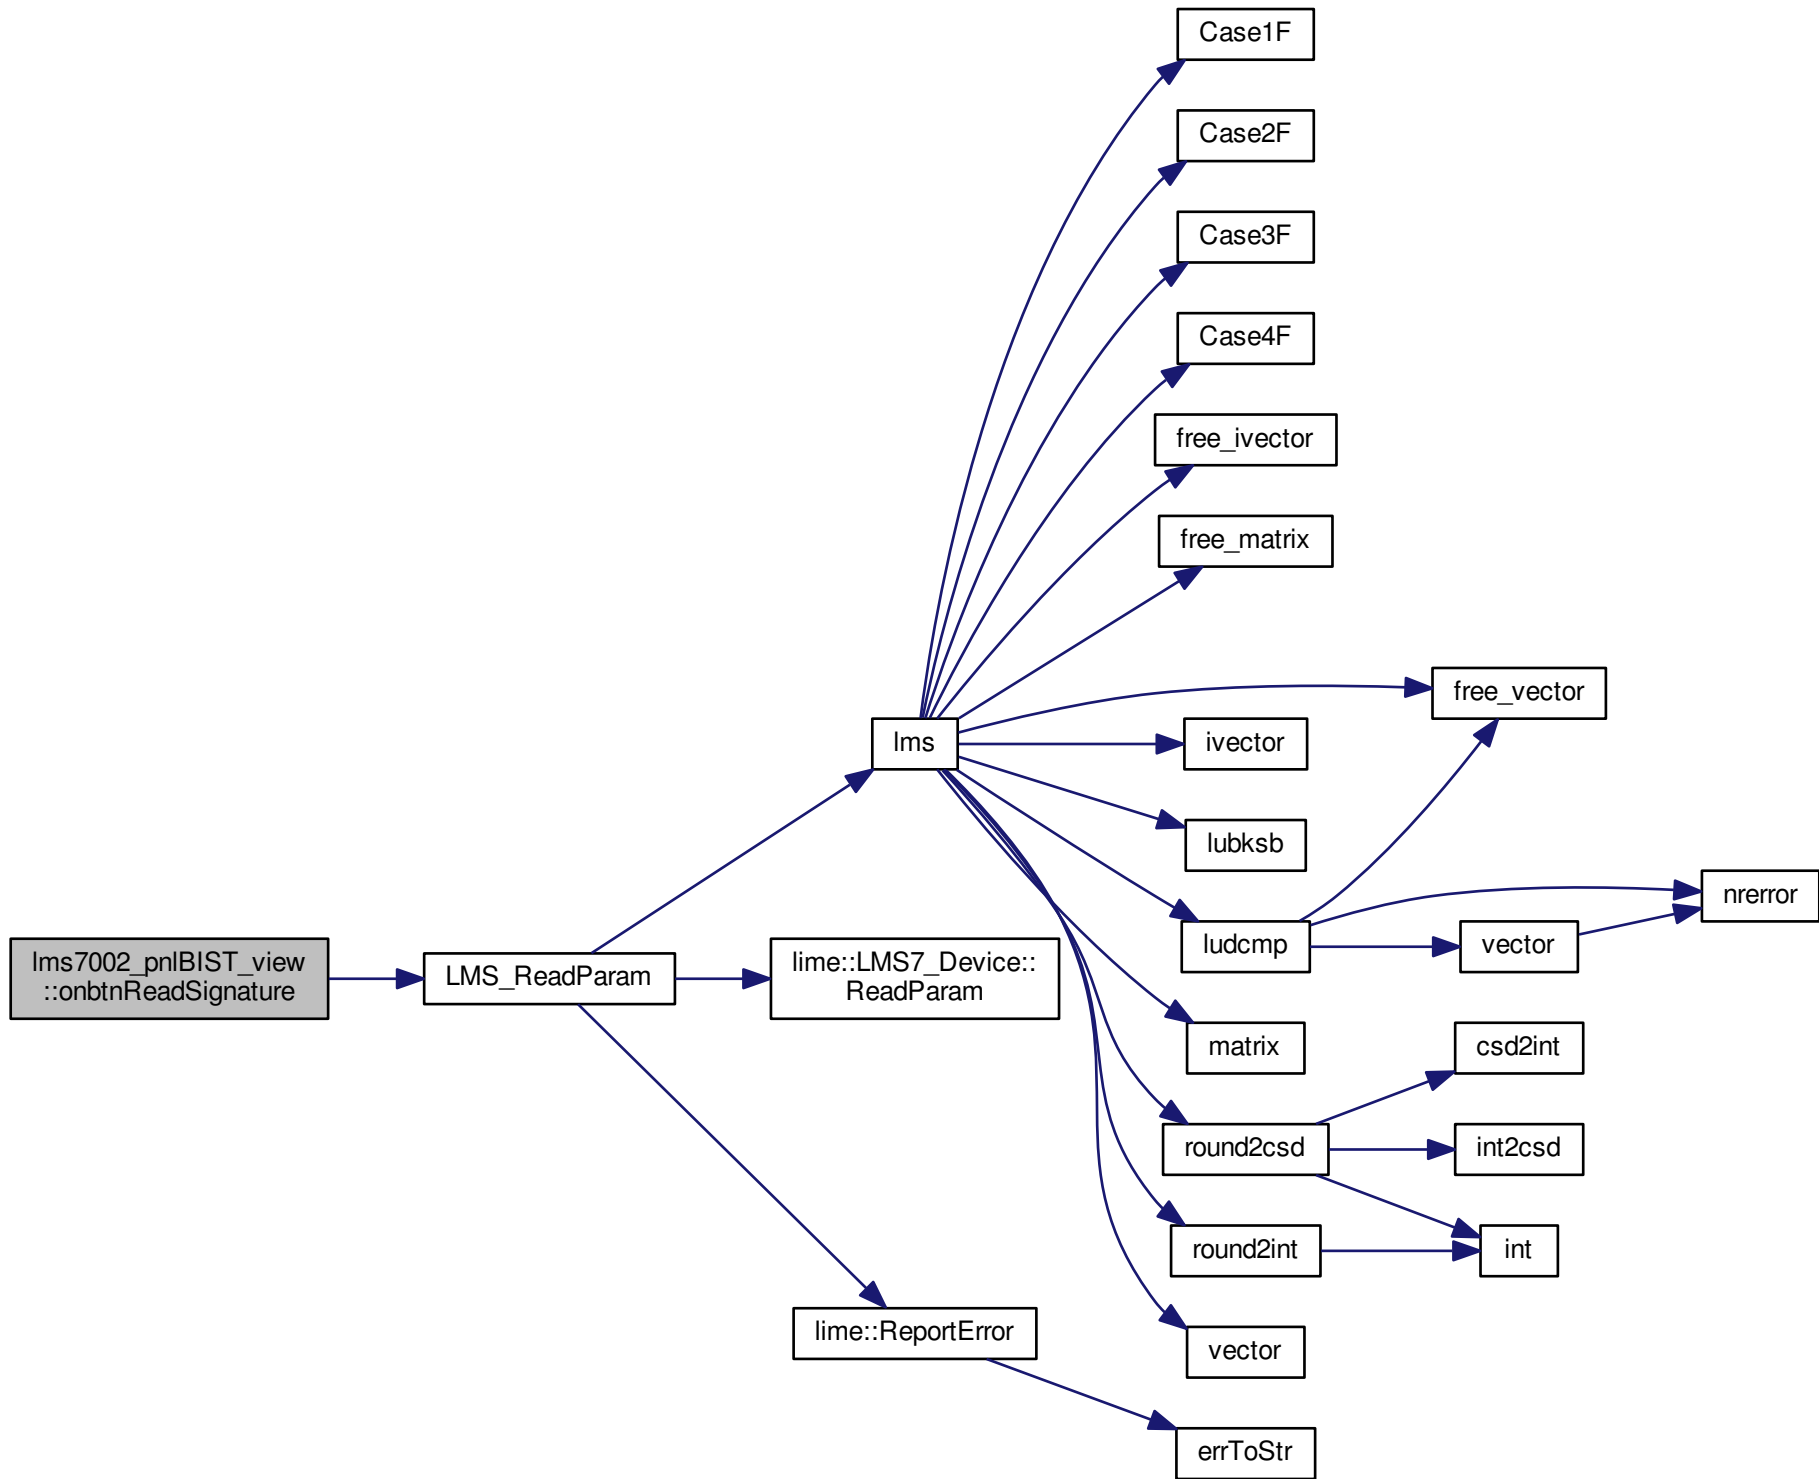 Case1F
Case2F
Case3F
Case4F
free_ivector
free_matrix
free_vector
lms
ivector
lubksb
nrerror
ludcmp
vector
lms7002_pnlBIST_view
::onbtnReadSignature
LMS_ReadParam
lime::LMS7_Device::
ReadParam
matrix
csd2int
round2csd
int2csd
round2int
int
lime::ReportError
vector
errToStr